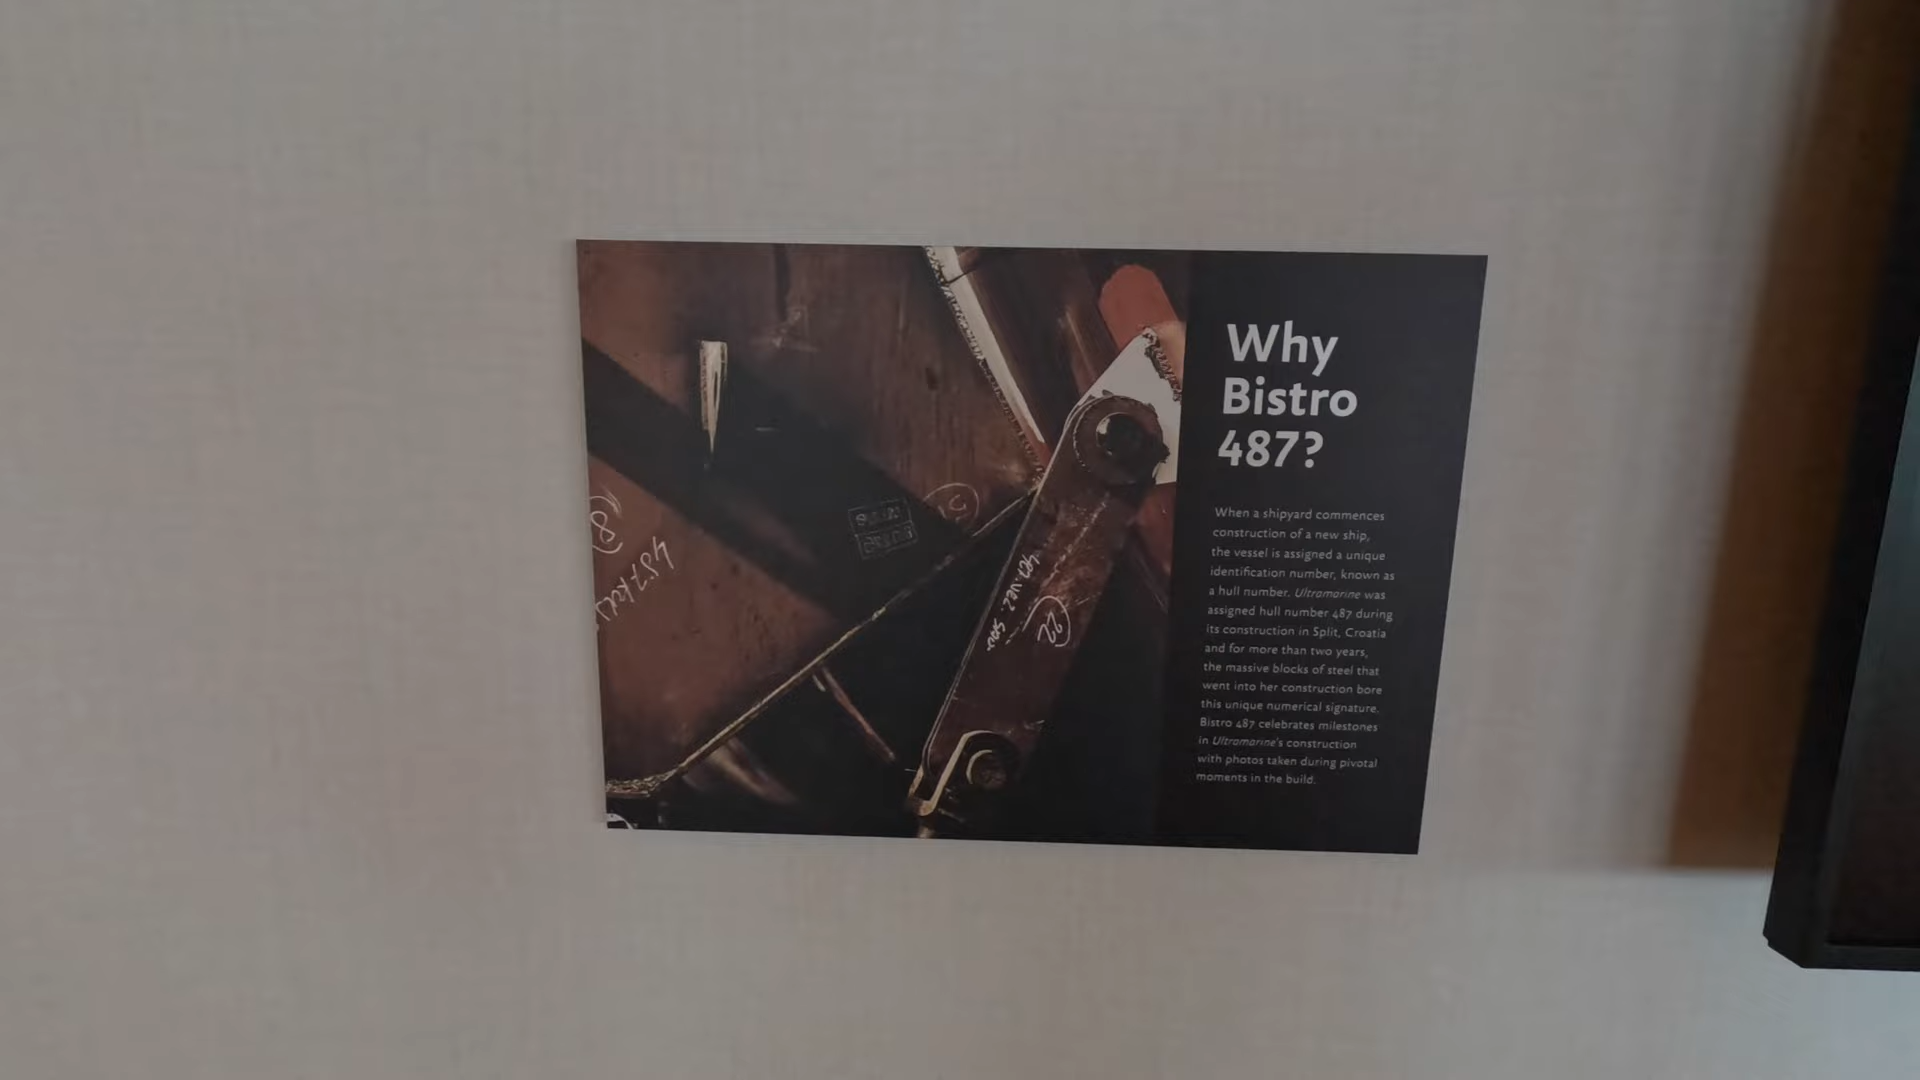 Why
Bistro
487?
When a shipyard commences
construction of a new ship,
the vessel is assigned a unique
identification number, known as
a hull number. Ultramarine was
assigned hull number 487 during
its construction in Split, Croatia
and for more than two years,
the massive blocks of steel that
went into her construction bore
this unique numerical signature.
Bistro 487 celebrates milestones
in Ultramarine's construction
with photos taken during pivotal
moments in the build.
8
22